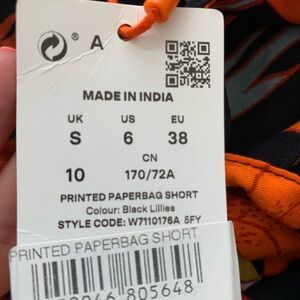 ® A
MADE IN INDIA
UK US EU
S 6 38
CN
10 170/72A
PRINTED PAPERBAG SHORT
Colour: Black Lillies
STYLE CODE: W7110176A 5FY
PRINTED PAPERBAG SHORT
805648